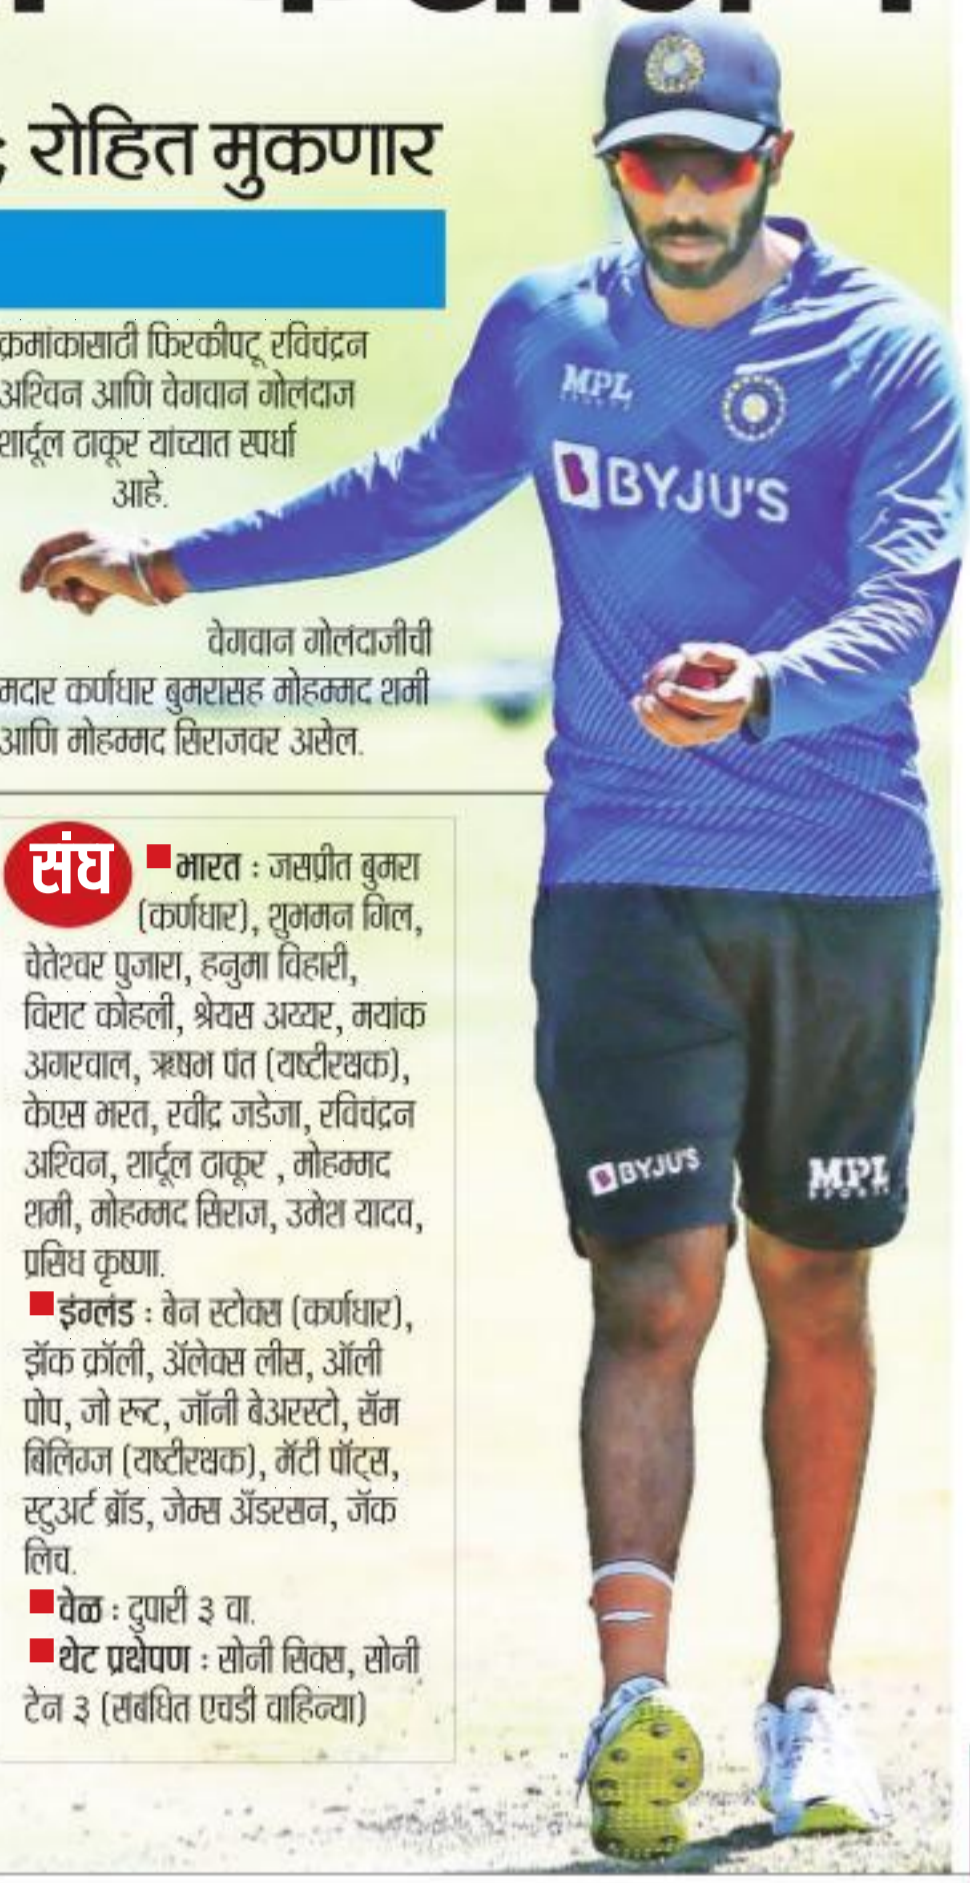 ; रोहित मुकणार
क्रमांकासाठी फिरकीपटू रविचंद्रन
अश्विन आणि वेगवान गोलंदाज
शार्दूल ठाकूर यांच्यात स्पर्धा
आहे.
वेगवान गोलंदाजीची
मदार कर्णधार बुमरासह मोहम्मद शमी
आणि मोहम्मद सिराजवर असेल.
MPL
SPORTS
BYJU'S
संघ
भारत : जसप्रीत बुमरा
(कर्णधार), शुभमन गिल,
चेतेश्वर पुजारा, हनुमा विहारी,
विराट कोहली, श्रेयस अय्यर, मयांक
अगरवाल, ऋषभ पंत (यष्टीरक्षक),
केएस भरत, रवींद्र जडेजा, रविचंद्रन
अश्विन, शार्दूल ठाकूर , मोहम्मद
शमी, मोहम्मद सिराज, उमेश यादव,
प्रसिध कृष्णा.
इंग्लंड : बेन स्टोक्स (कर्णधार),
झॅक क्रॉली, ॲलेक्स लीस, ऑली
पोप, जो रूट, जॉनी बेअरस्टो, सॅम
बिलिंग्ज (यष्टीरक्षक), मॅटी पॉट्स,
स्टुअर्ट ब्रॉड, जेम्स अँडरसन, जॅक
लिच.
वेळ : दुपारी ३ वा.
थेट प्रक्षेपण : सोनी सिक्स, सोनी
टेन ३ (संबंधित एचडी वाहिन्या)
BYJU'S
MPL
SPORTS